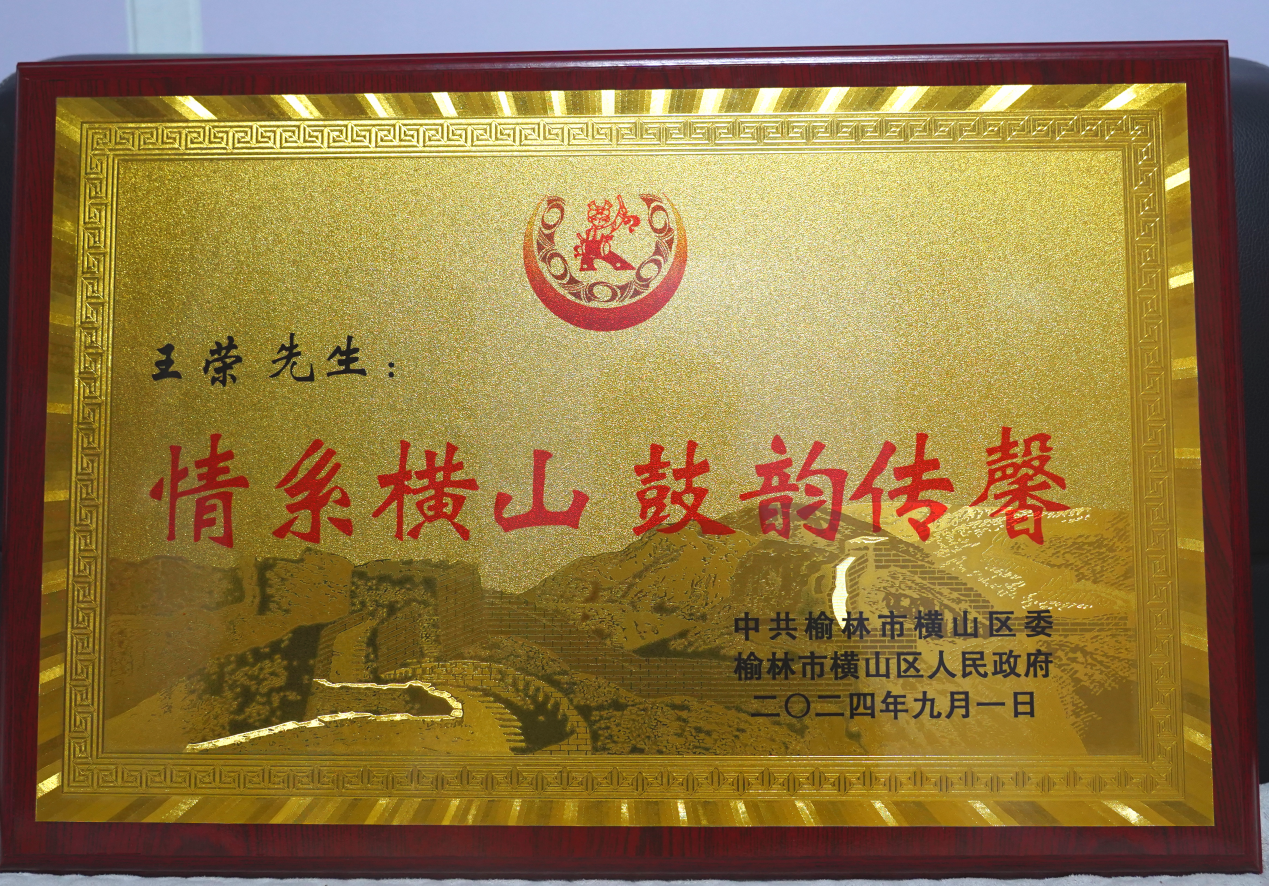 王荣 先生：
情系横山 鼓韵传馨
中共榆林市横山区委
榆林市横山区人民政府
二〇二四年九月一日